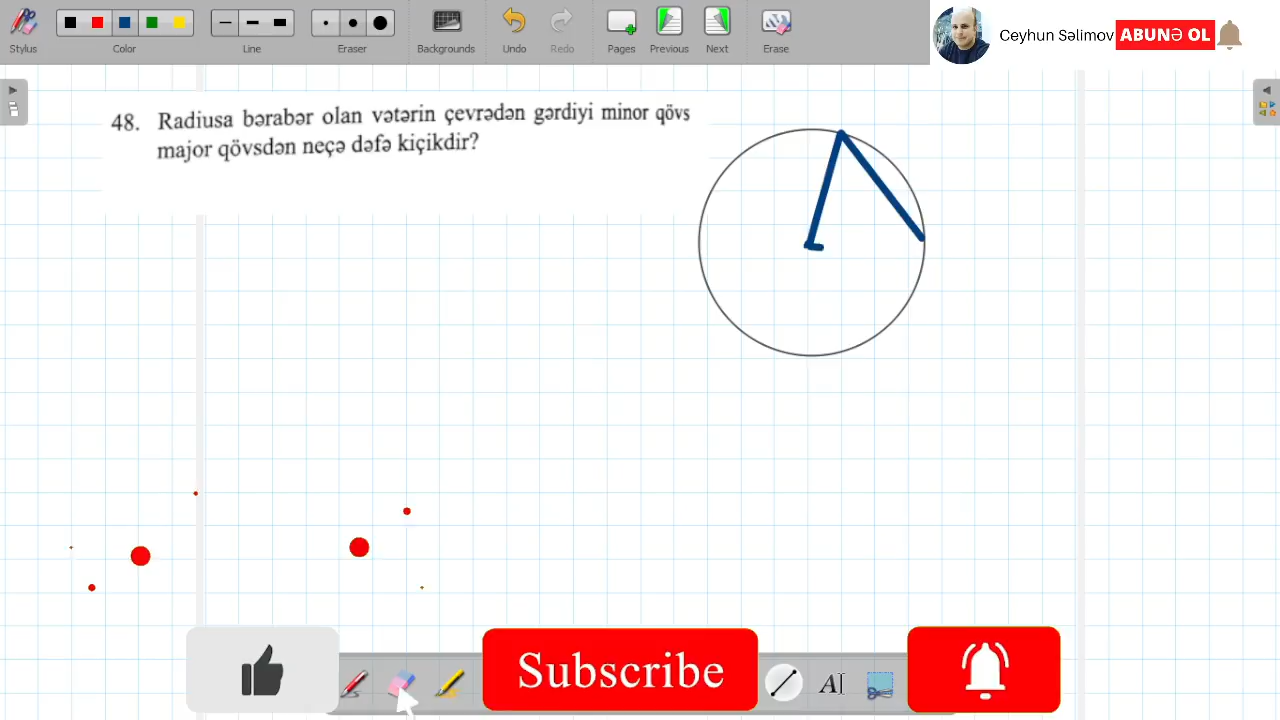 Stylus
Color
Line
Eraser
Backgrounds
Undo
Redo
Pages
Previous
Next
Erase
Ceyhun Səlimov
ABUNƏ OL
48. Radiusa bərabər olan vətərin çevrədən gərdiyi minor qövs
major qövsdən neçə dəfə kiçikdir?
Subscribe
A